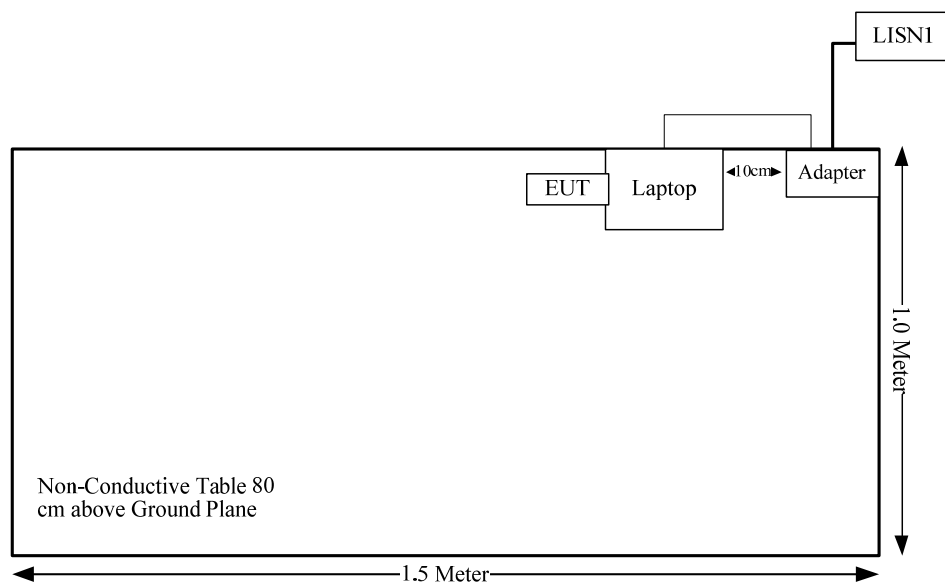 LISN1
EUT
Laptop
10cm
Adapter
1.0 Meter
Non-Conductive Table 80
cm above Ground Plane
1.5 Meter